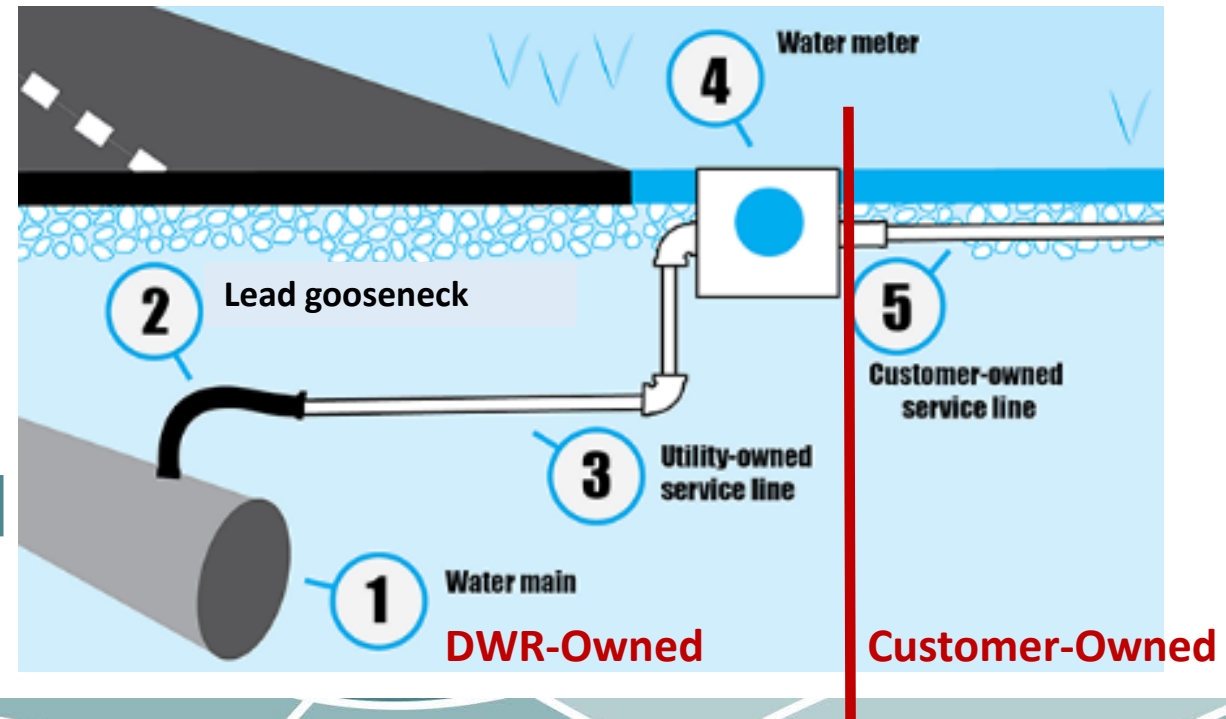 4
Water meter
2
Lead gooseneck
5
Customer-owned
service line
3
Utility-owned
service line
1
Water main
DWR-Owned
Customer-Owned